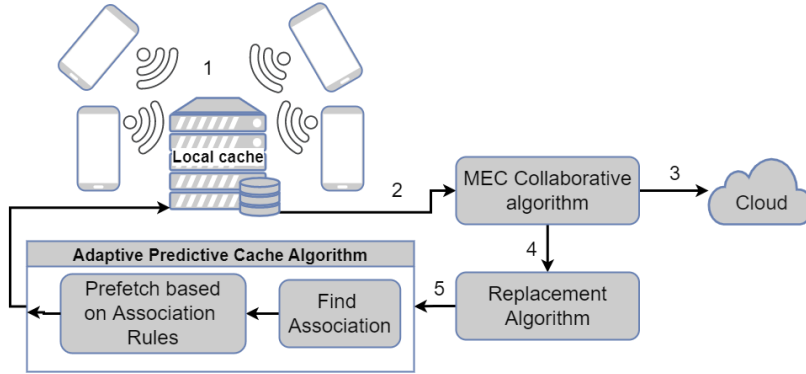 1
Local cache
2
MEC Collaborative
algorithm
3
Cloud
4
Adaptive Predictive Cache Algorithm
Prefetch based
on Association
Rules
Find
Association
5
Replacement
Algorithm